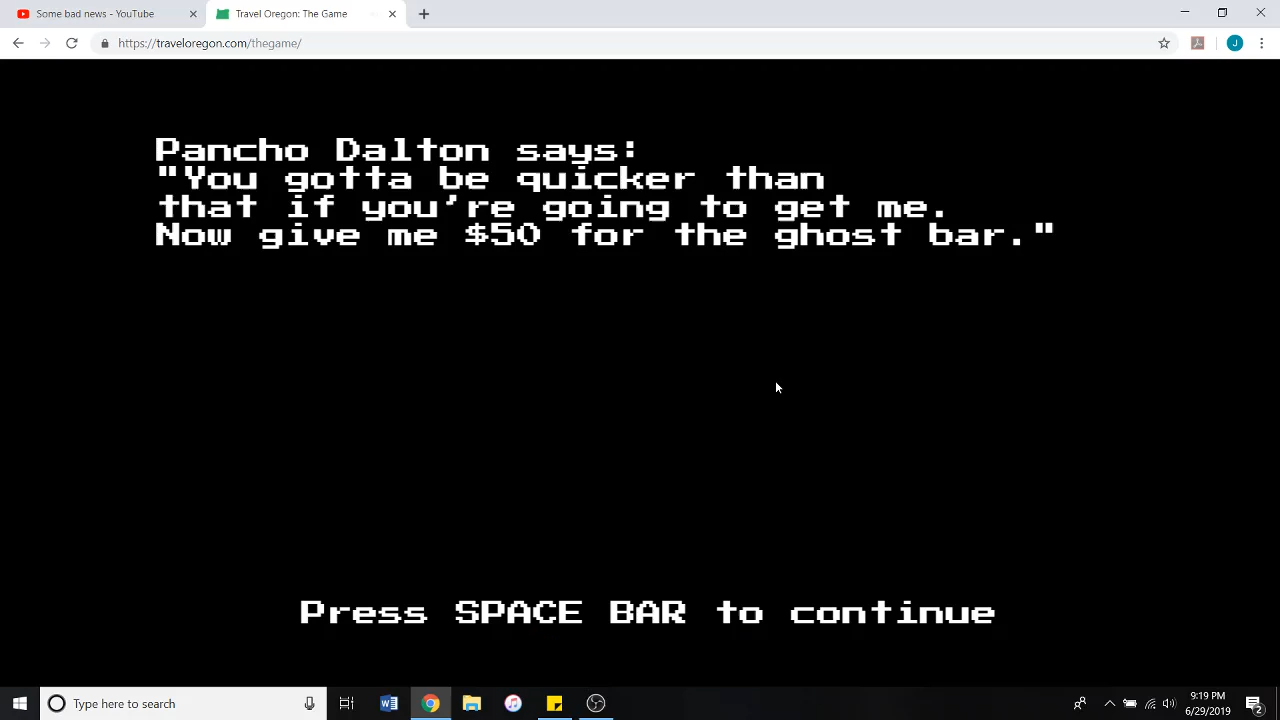 Some bad news - YouTube
Travel Oregon: The Game
https://traveloregon.com/thegame/
J
Pancho Dalton says:
"You gotta be quicker than
that if you're going to get me.
Now give me $50 for the ghost bar."
Press SPACE BAR to continue
Type here to search
9:19 PM
6/29/2019
2